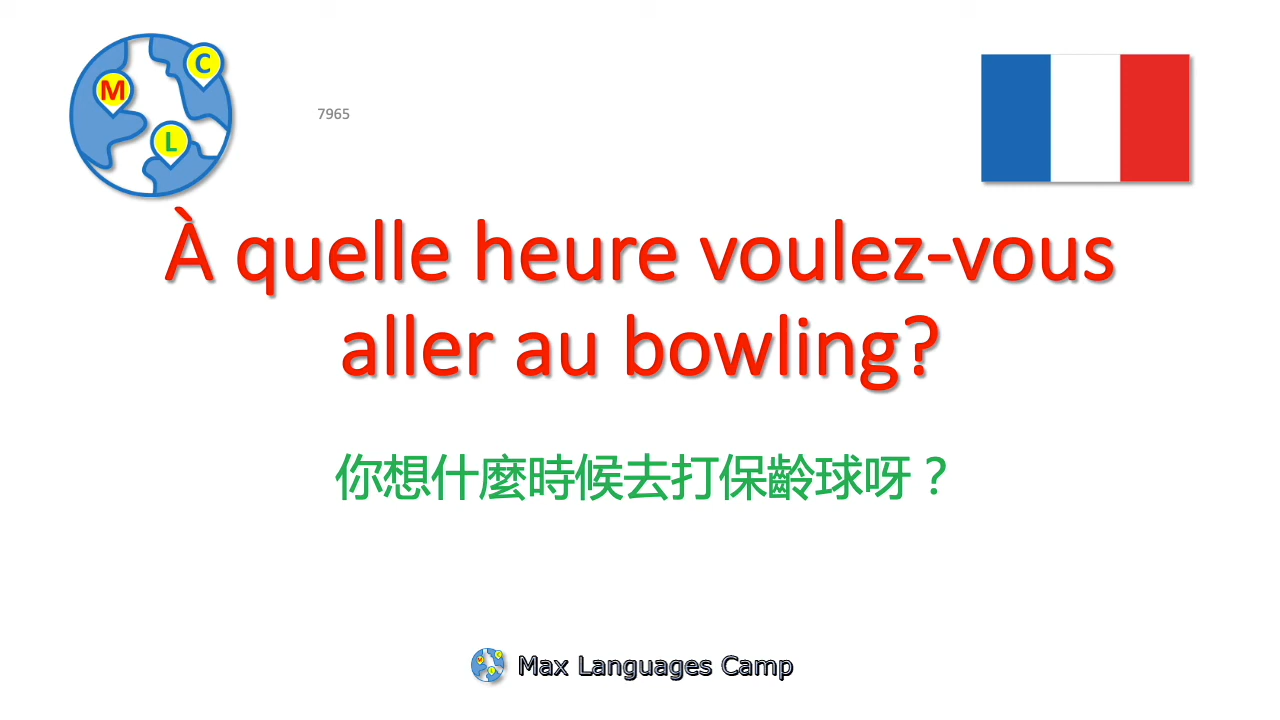 C
M
L
7965
À quelle heure voulez-vous
aller au bowling?
你想什麼時候去打保齡球呀？
Max Languages Camp